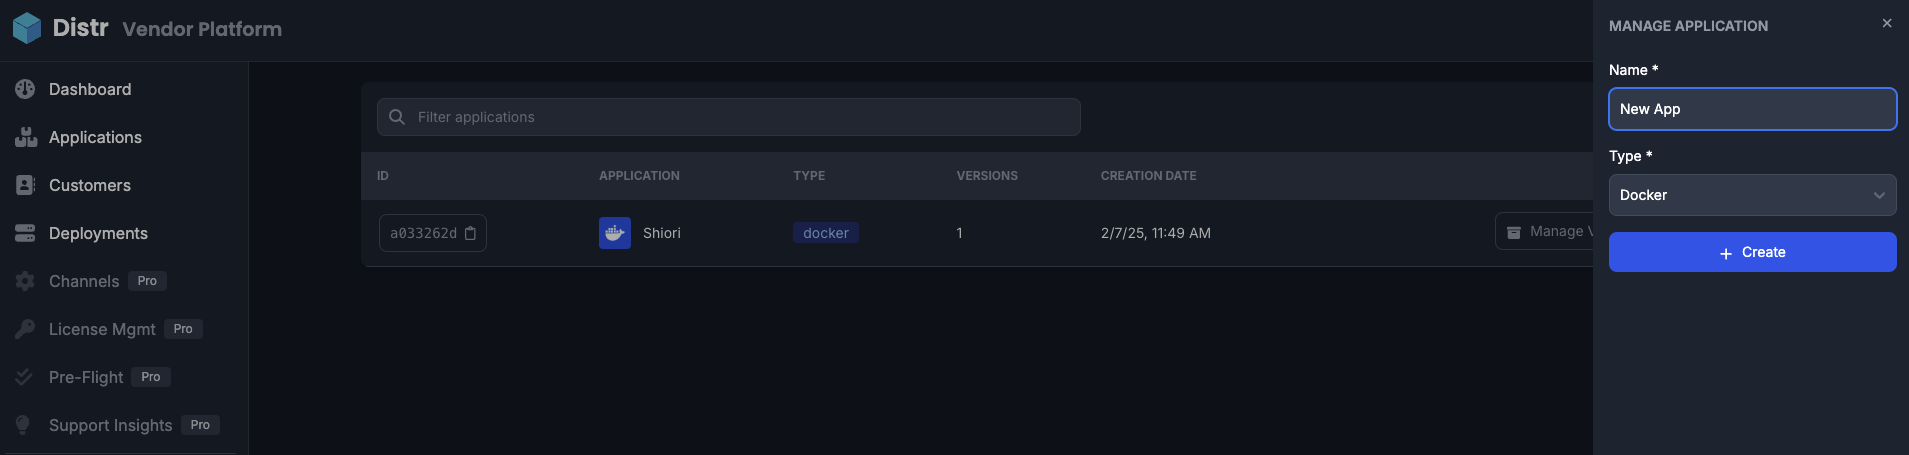 Distr Vendor Platform
Dashboard
Applications
Customers
Deployments
Channels Pro
License Mgmt Pro
Pre-Flight Pro
Support Insights Pro
Filter applications
ID APPLICATION TYPE VERSIONS CREATION DATE
a033262d Shiori docker 1 2/7/25, 11:49 AM Manage V
MANAGE APPLICATION
Name *
New App
Type *
Docker
+ Create